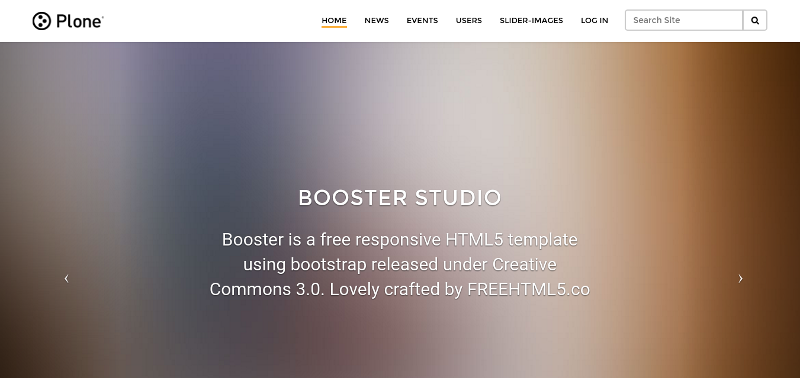 Plone
HOME NEWS EVENTS USERS SLIDER-IMAGES LOG IN Search Site
BOOSTER STUDIO
Booster is a free responsive HTML5 template
using bootstrap released under Creative
Commons 3.0. Lovely crafted by FREEHTML5.co